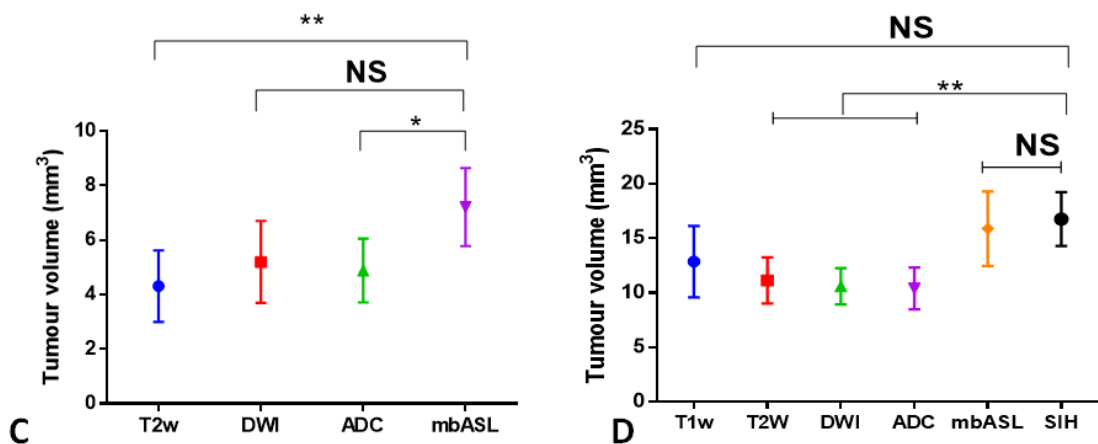 **
NS
*
Tumour volume (mm³)
10
8
6
4
2
0
T2w DWI ADC mbASL
C
NS
**
NS
Tumour volume (mm³)
25
20
15
10
5
0
T1w T2W DWI ADC mbASL SIH
D